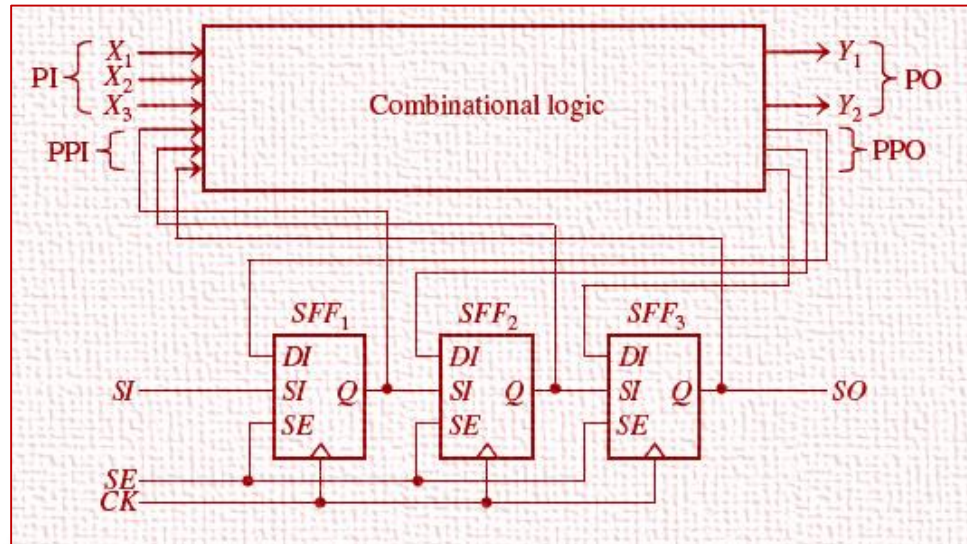 PI { X₁ Y₁ } PO
X₂
X₃ Combinational logic Y₂
PPI { } PPO
SFF₁ SFF₂ SFF₃
DI DI DI
SI SI Q SI Q SI Q SO
SE SE SE
SE
CK